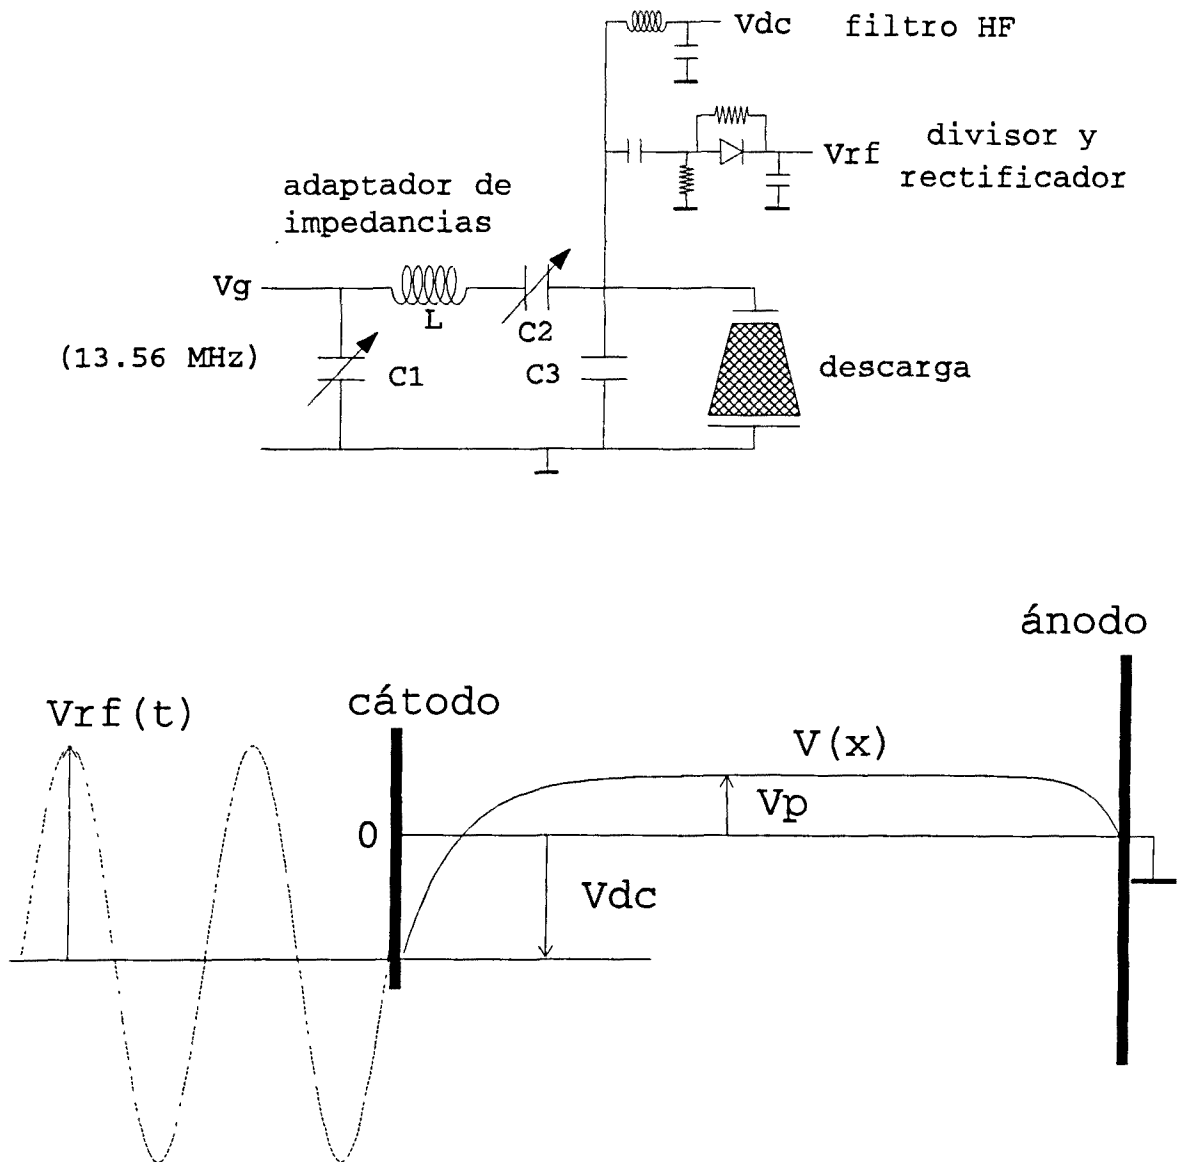 Vdc filtro HF
Vrf divisor y
rectificador
adaptador de
impedancias
Vg
L
C2
(13.56 MHz)
C1
C3
descarga
ánodo
cátodo
Vrf(t)
V(x)
Vp
0
Vdc